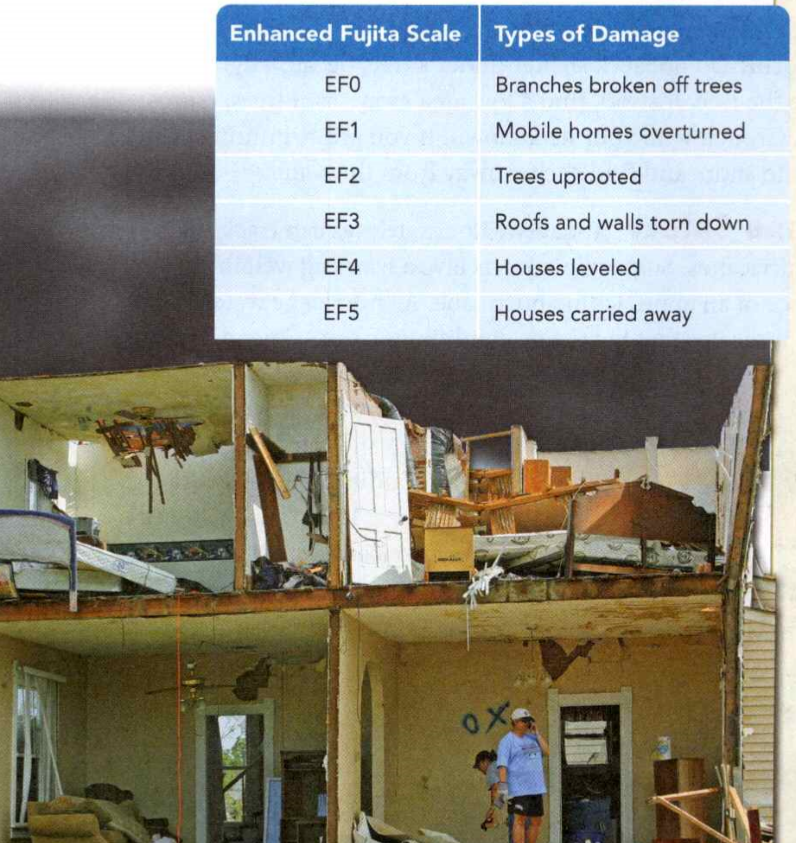 Enhanced Fujita Scale Types of Damage
EF0 Branches broken off trees
EF1 Mobile homes overturned
EF2 Trees uprooted
EF3 Roofs and walls torn down
EF4 Houses leveled
EF5 Houses carried away
OX